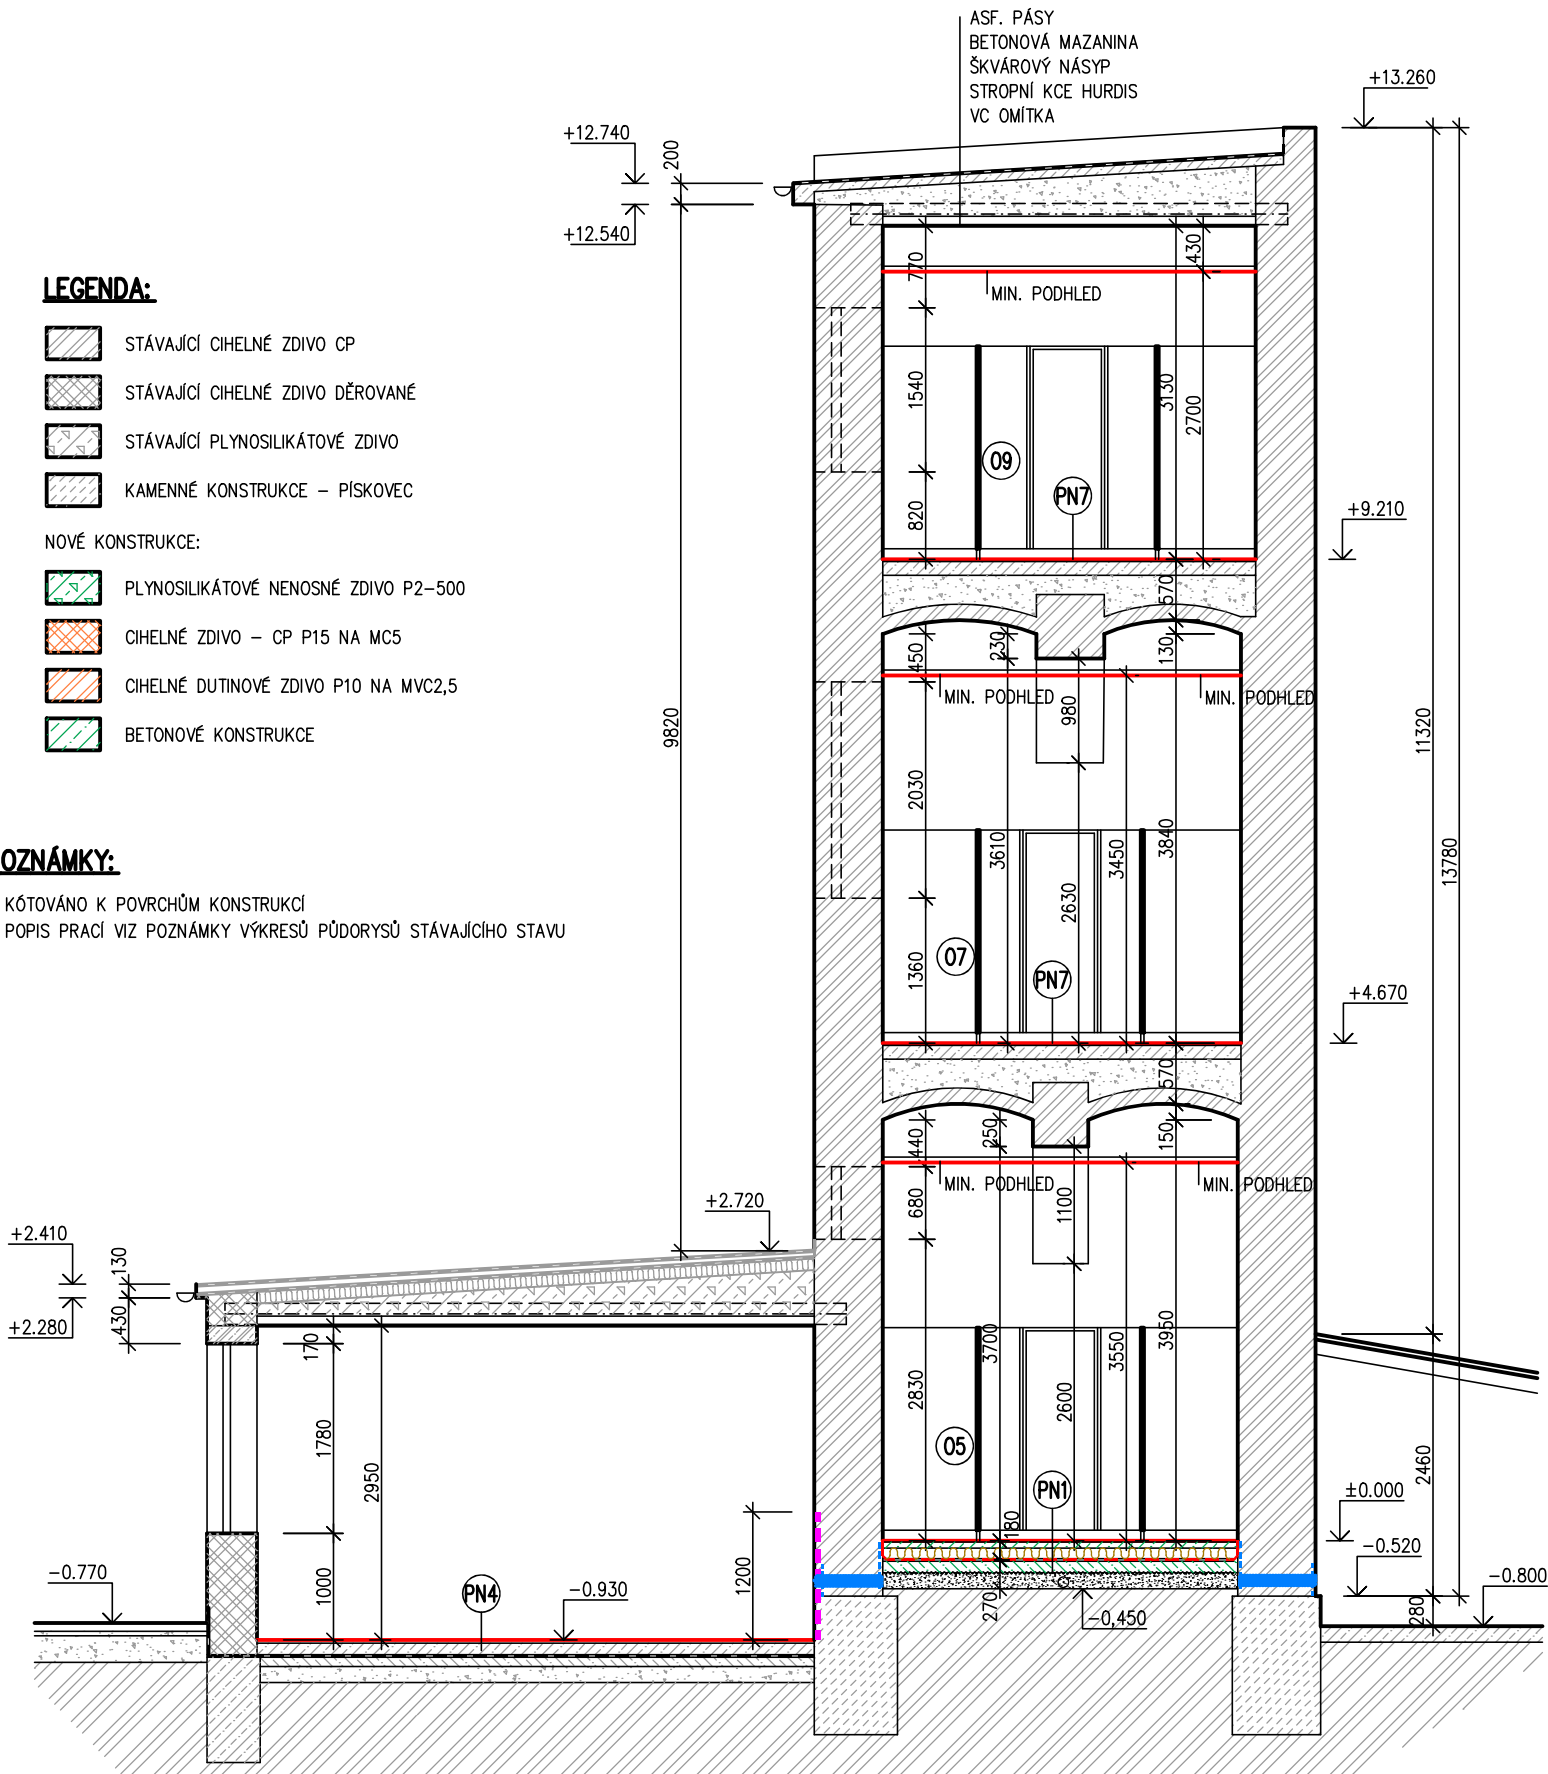 ASF. PÁSY
BETONOVÁ MAZANINA
ŠKVÁROVÝ NÁSYP
STROPNÍ KCE HURDIS
VC OMÍTKA
+13.260
+12.740
200
+12.540
770
430
MIN. PODHLED
LEGENDA:
STÁVAJÍCÍ CIHELNÉ ZDIVO CP
STÁVAJÍCÍ CIHELNÉ ZDIVO DĚROVANÉ
STÁVAJÍCÍ PLYNOSILIKÁTOVÉ ZDIVO
KAMENNÉ KONSTRUKCE – PÍSKOVEC
NOVÉ KONSTRUKCE:
PLYNOSILIKÁTOVÉ NENOSNÉ ZDIVO P2-500
CIHELNÉ ZDIVO – CP P15 NA MC5
CIHELNÉ DUTINOVÉ ZDIVO P10 NA MVC2,5
BETONOVÉ KONSTRUKCE
1540
3130
2700
09
PN7
820
+9.210
570
450
230
130
MIN. PODHLED
MIN. PODHLED
980
9820
11320
2030
3610
3450
3840
13780
2630
OZNÁMKY:
KÓTOVÁNO K POVRCHŮM KONSTRUKCÍ
POPIS PRACÍ VIZ POZNÁMKY VÝKRESŮ PŮDORYSŮ STÁVAJÍCÍHO STAVU
1360
07
PN7
+4.670
570
440
250
150
MIN. PODHLED
MIN. PODHLED
680
1100
+2.720
+2.410
130
+2.280
430
170
2830
3700
3550
3950
2600
1780
2950
05
PN1
2460
±0.000
180
-0.520
-0.770
1000
PN4
-0.930
1200
270
-0,450
280
-0.800